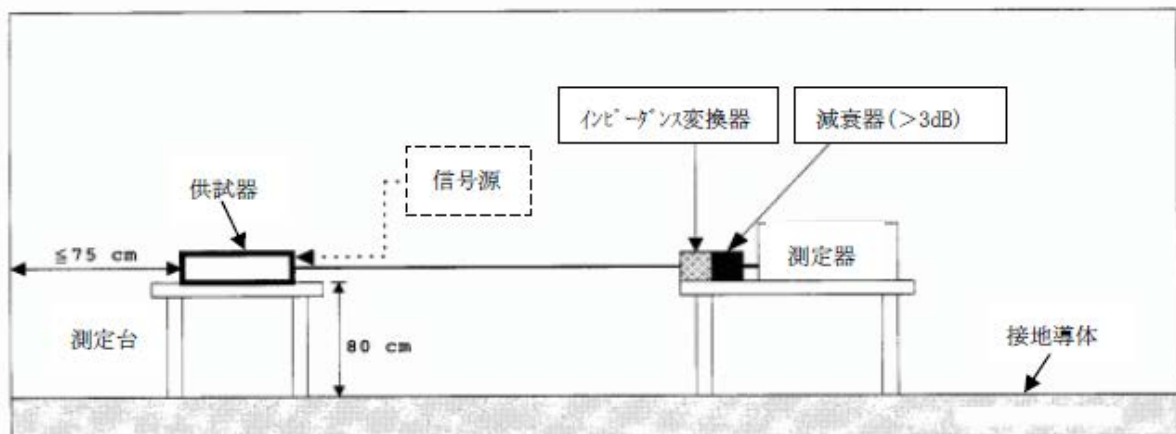 インピーダンス変換器
減衰器(>3dB)
信号源
供試器
≦75 cm
測定器
測定台
80 cm
接地導体